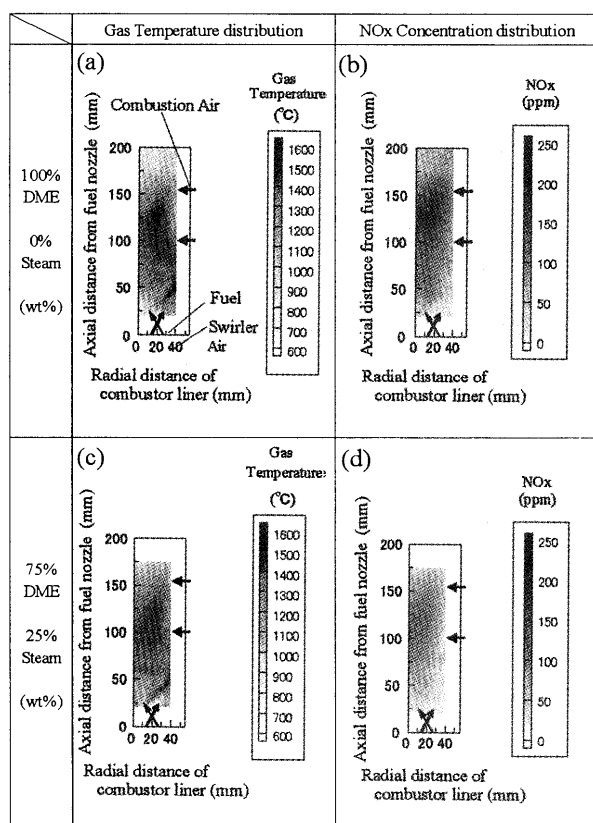 Gas Temperature distribution
NOx Concentration distribution
100%
DME
0%
Steam
(wt%)
(a)
Combustion Air
Axial distance from fuel nozzle (mm)
200
150
100
50
0
0 20 40
Fuel
Swirler
Air
Radial distance of
combustor liner (mm)
Gas
Temperature
(°C)
1600
1500
1400
1300
1200
1100
1000
900
800
700
600
(b)
Axial distance from fuel nozzle (mm)
200
150
100
50
0
0 20 40
Radial distance of
combustor liner (mm)
NOx
(ppm)
250
200
150
100
50
0
75%
DME
25%
Steam
(wt%)
(c)
Axial distance from fuel nozzle (mm)
200
150
100
50
0
0 20 40
Radial distance of
combustor liner (mm)
Gas
Temperature
(°C)
1600
1500
1400
1300
1200
1100
1000
900
800
700
600
(d)
Axial distance from fuel nozzle (mm)
200
150
100
50
0
0 20 40
Radial distance of
combustor liner (mm)
NOx
(ppm)
250
200
150
100
50
0